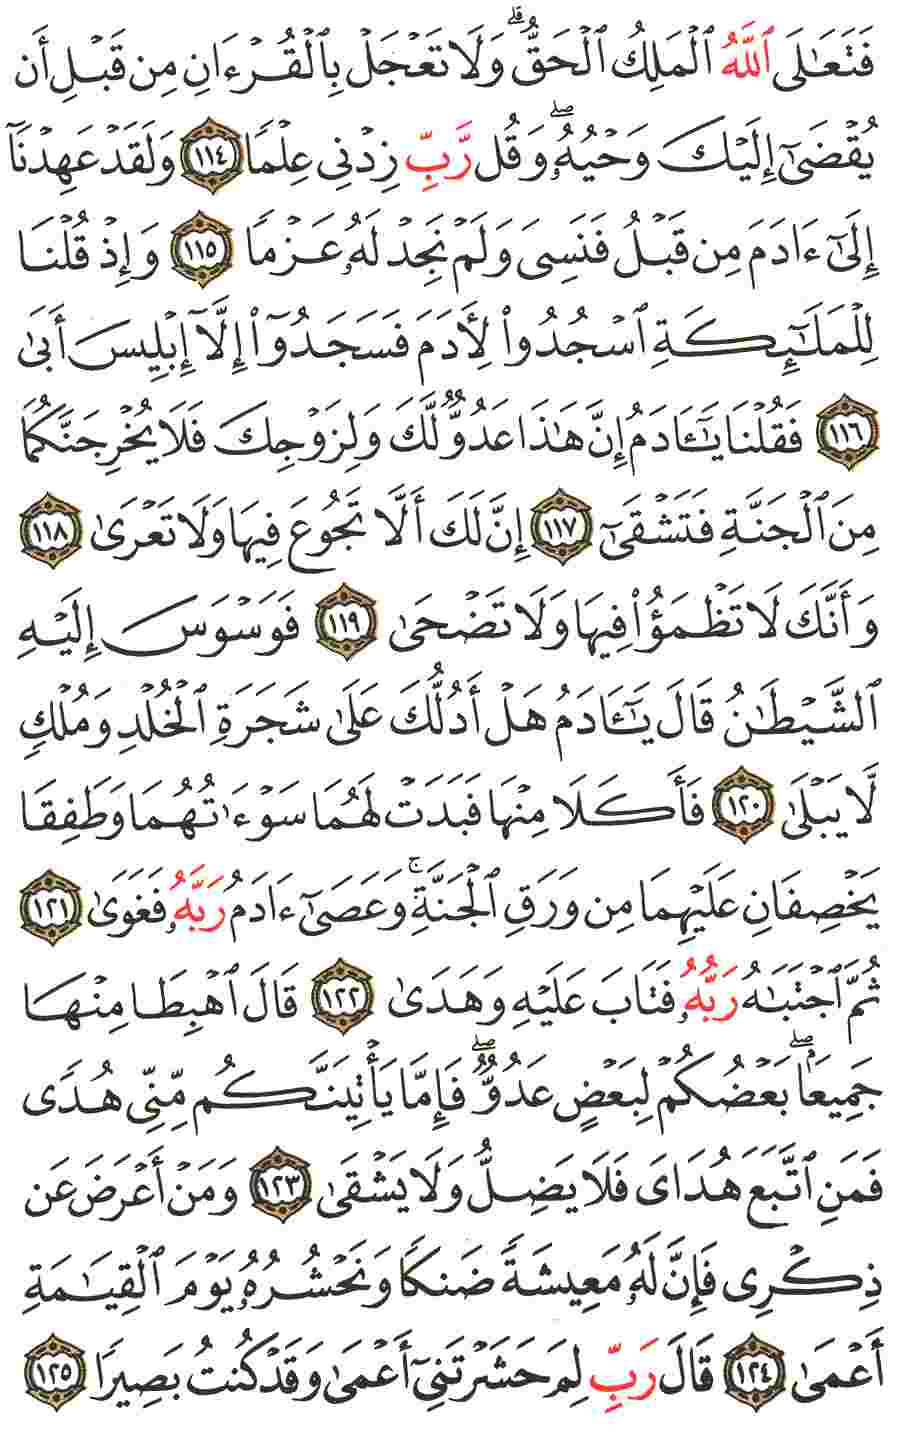 فَتَعَـٰلَى ٱللَّهُ ٱلۡمَلِكُ ٱلۡحَقُّۗ وَلَا تَعۡجَلۡ بِٱلۡقُرۡءَانِ مِن قَبۡلِ أَن
يُقۡضَىٰٓ إِلَيۡكَ وَحۡيُهُۥۖ وَقُل رَّبِّ زِدۡنِي عِلۡمًا ١١٤ وَلَقَدۡ عَهِدۡنَآ
إِلَىٰٓ ءَادَمَ مِن قَبۡلُ فَنَسِيَ وَلَمۡ نَجِدۡ لَهُۥ عَزۡمًا ١١٥ وَإِذۡ قُلۡنَا
لِلۡمَلَـٰٓئِكَةِ ٱسۡجُدُواْ لِأٓدَمَ فَسَجَدُوٓاْ إِلَّآ إِبۡلِيسَ أَبَىٰ
١١٦ فَقُلۡنَا يَـٰٓـَٔادَمُ إِنَّ هَـٰذَا عَدُوّٞ لَّكَ وَلِزَوۡجِكَ فَلَا يُخۡرِجَنَّكُمَا
مِنَ ٱلۡجَنَّةِ فَتَشۡقَىٰٓ ١١٧ إِنَّ لَكَ أَلَّا تَجُوعَ فِيهَا وَلَا تَعۡرَىٰ ١١٨
وَأَنَّكَ لَا تَظۡمَؤُاْ فِيهَا وَلَا تَضۡحَىٰ ١١٩ فَوَسۡوَسَ إِلَيۡهِ
ٱلشَّيۡطَـٰنُ قَالَ يَـٰٓـَٔادَمُ هَلۡ أَدُلُّكَ عَلَىٰ شَجَرَةِ ٱلۡخُلۡدِ وَمُلۡكٖ
لَّا يَبۡلَىٰ ١٢٠ فَأَكَلَا مِنۡهَا فَبَدَتۡ لَهُمَا سَوۡءَٰتُهُمَا وَطَفِقَا
يَخۡصِفَانِ عَلَيۡهِمَا مِن وَرَقِ ٱلۡجَنَّةِۚ وَعَصَىٰٓ ءَادَمُ رَبَّهُۥ فَغَوَىٰ ١٢١
ثُمَّ ٱجۡتَبَـٰهُ رَبُّهُۥ فَتَابَ عَلَيۡهِ وَهَدَىٰ ١٢٢ قَالَ ٱهۡبِطَا مِنۡهَا
جَمِيعَۢاۖ بَعۡضُكُمۡ لِبَعۡضٍ عَدُوّٞۖ فَإِمَّا يَأۡتِيَنَّكُم مِّنِّي هُدٗى
فَمَنِ ٱتَّبَعَ هُدَايَ فَلَا يَضِلُّ وَلَا يَشۡقَىٰ ١٢٣ وَمَنۡ أَعۡرَضَ عَن
ذِكۡرِي فَإِنَّ لَهُۥ مَعِيشَةٗ ضَنكٗا وَنَحۡشُرُهُۥ يَوۡمَ ٱلۡقِيَـٰمَةِ
أَعۡمَىٰ ١٢٤ قَالَ رَبِّ لِمَ حَشَرۡتَنِيٓ أَعۡمَىٰ وَقَدۡ كُنتُ بَصِيرٗا ١٢٥